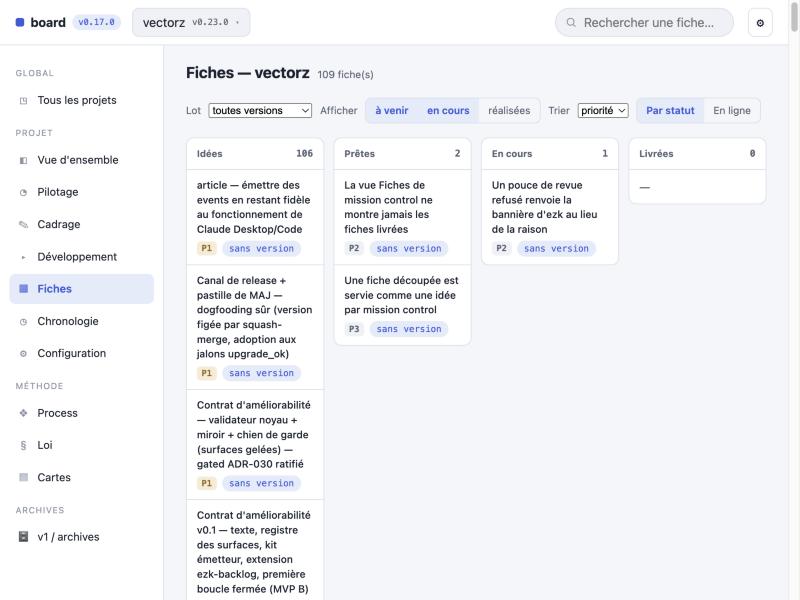 board v0.17.0 vectorz v0.23.0 Rechercher une fiche…
GLOBAL
Tous les projets
PROJET
Vue d'ensemble
Pilotage
Cadrage
Développement
Fiches
Chronologie
Configuration
MÉTHODE
Process
§ Loi
Cartes
ARCHIVES
v1 / archives
Fiches — vectorz 109 fiche(s)
Lot toutes versions Afficher à venir en cours réalisées Trier priorité Par statut En ligne
Idées 106
article — émettre des
events en restant fidèle
au fonctionnement de
Claude Desktop/Code
P1 sans version
Canal de release +
pastille de MAJ —
dogfooding sûr (version
figée par squash-
merge, adoption aux
jalons upgrade_ok)
P1 sans version
Contrat d'améliorabilité
— validateur noyau +
miroir + chien de garde
(surfaces gelées) —
gated ADR-030 ratifié
P1 sans version
Contrat d'améliorabilité
v0.1 — texte, registre
des surfaces, kit
émetteur, extension
ezk-backlog, première
boucle fermée (MVP B)
Prêtes 2
La vue Fiches de
mission control ne
montre jamais les
fiches livrées
P2 sans version
Une fiche découpée est
servie comme une idée
par mission control
P3 sans version
En cours 1
Un pouce de revue
refusé renvoie la
bannière d'ezk au lieu
de la raison
P2 sans version
Livrées 0
—